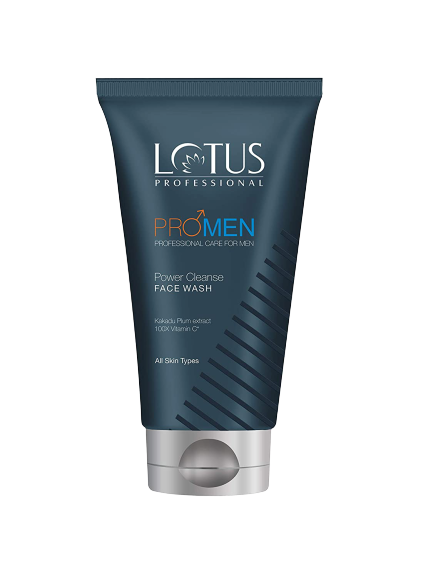 LOTUS
PROFESSIONAL
PROMEN
PROFESSIONAL CARE FOR MEN
Power Cleanse
FACE WASH
Kakadu Plum extract
100X Vitamin C*
All Skin Types